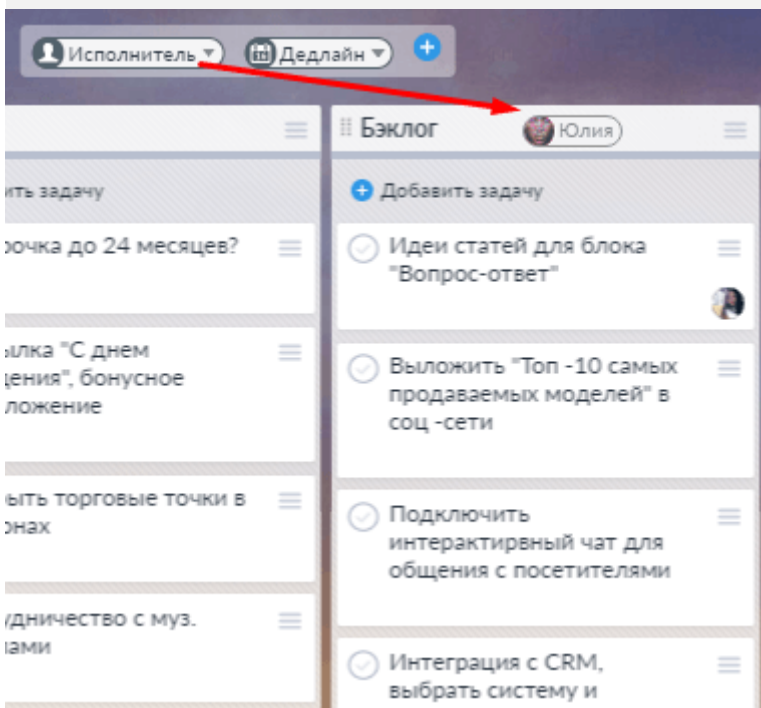 Исполнитель
Дедлайн
ить задачу
рочка до 24 месяцев?
ылка "С днем
дения", бонусное
ложение
ыть торговые точки в
онах
удничество с муз.
ами
Бэклог
Юлия
Добавить задачу
Идеи статей для блока
"Вопрос-ответ"
Выложить "Топ -10 самых
продаваемых моделей" в
соц -сети
Подключить
интерактирвный чат для
общения с посетителями
Интеграция с CRM,
выбрать систему и